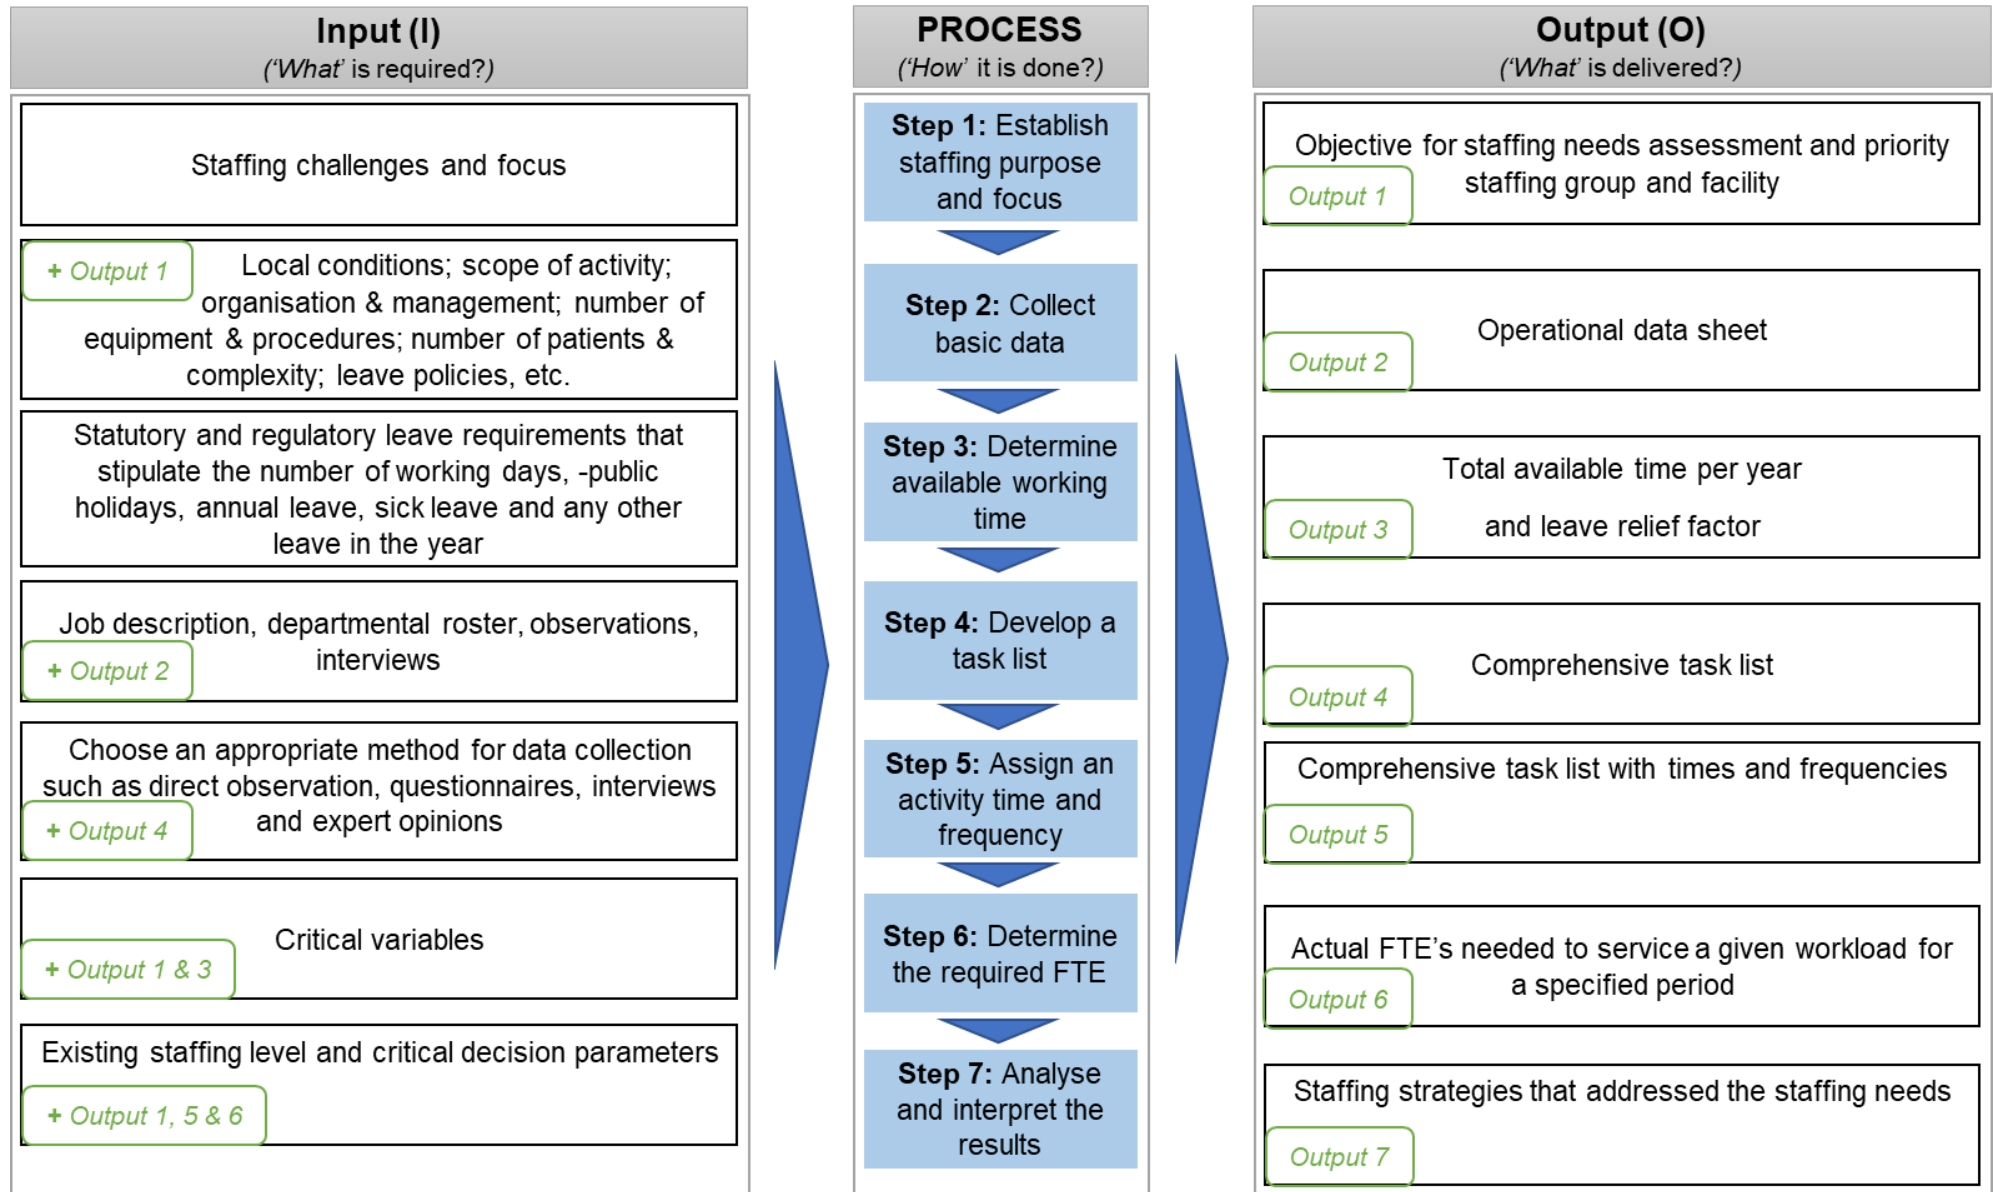 Input (I)
(‘What’ is required?)
Staffing challenges and focus
+ Output 1
Local conditions; scope of activity;
organisation & management; number of
equipment & procedures; number of patients &
complexity; leave policies, etc.
Statutory and regulatory leave requirements that
stipulate the number of working days, -public
holidays, annual leave, sick leave and any other
leave in the year
Job description, departmental roster, observations,
interviews
+ Output 2
Choose an appropriate method for data collection
such as direct observation, questionnaires, interviews
and expert opinions
+ Output 4
Critical variables
+ Output 1 & 3
Existing staffing level and critical decision parameters
+ Output 1, 5 & 6
PROCESS
(‘How’ it is done?)
Step 1: Establish
staffing purpose
and focus
Step 2: Collect
basic data
Step 3: Determine
available working
time
Step 4: Develop a
task list
Step 5: Assign an
activity time and
frequency
Step 6: Determine
the required FTE
Step 7: Analyse
and interpret the
results
Output (O)
(‘What’ is delivered?)
Objective for staffing needs assessment and priority
staffing group and facility
Output 1
Operational data sheet
Output 2
Total available time per year
and leave relief factor
Output 3
Comprehensive task list
Output 4
Comprehensive task list with times and frequencies
Output 5
Actual FTE’s needed to service a given workload for
a specified period
Output 6
Staffing strategies that addressed the staffing needs
Output 7